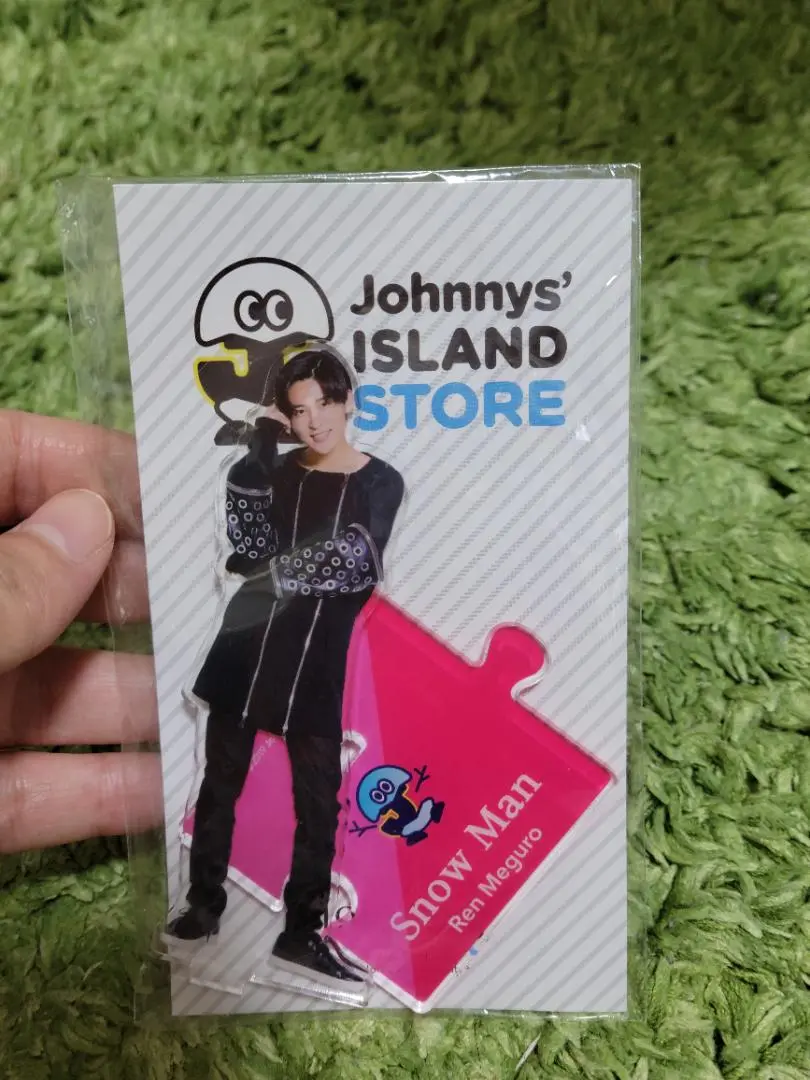 Johnnys'
ISLAND
STORE
Snow Man
Ren Meguro